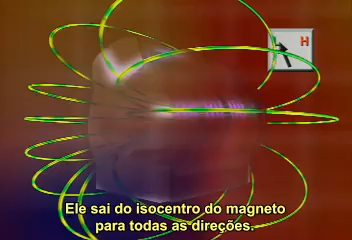 H
Ele sai do isocentro do magneto
para todas as direções.